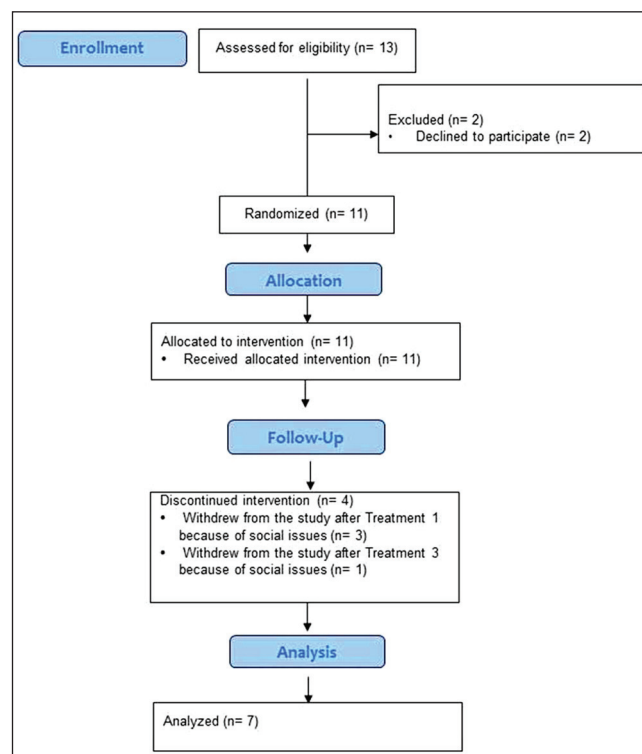 Enrollment
Assessed for eligibility (n= 13)
Excluded (n= 2)
• Declined to participate (n= 2)
Randomized (n= 11)
Allocation
Allocated to intervention (n= 11)
• Received allocated intervention (n= 11)
Follow-Up
Discontinued intervention (n= 4)
• Withdrew from the study after Treatment 1
because of social issues (n= 3)
• Withdrew from the study after Treatment 3
because of social issues (n= 1)
Analysis
Analyzed (n= 7)